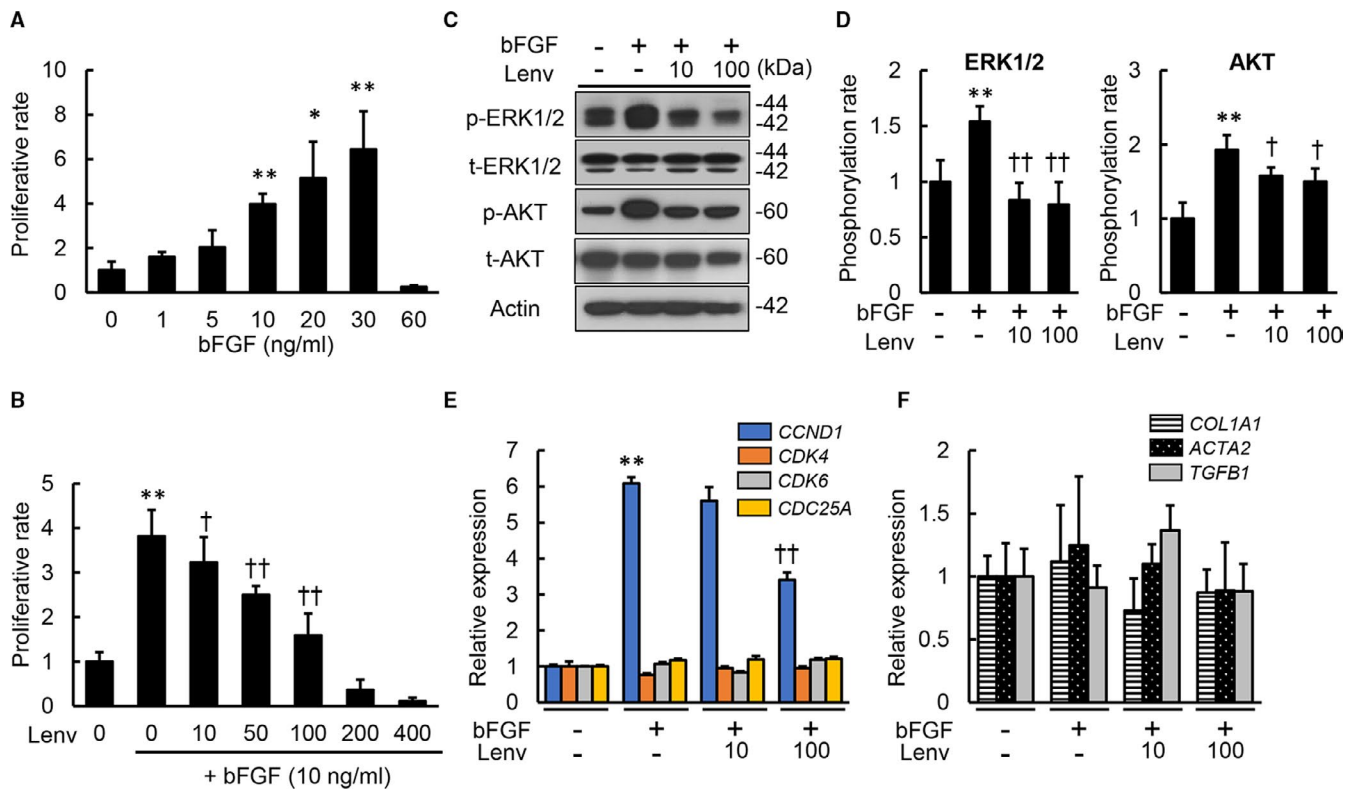 A
Proliferative rate
10
8
6
4
2
0
** * **
0 1 5 10 20 30 60
bFGF (ng/ml)
B
Proliferative rate
5
4
3
2
1
0
** † †† ††
Lenv 0 0 10 50 100 200 400
+ bFGF (10 ng/ml)
C
bFGF - + + +
Lenv - - 10 100 (kDa)
p-ERK1/2 -44
-42
t-ERK1/2 -44
-42
p-AKT -60
t-AKT -60
Actin -42
D
ERK1/2
Phosphorylation rate
2
1.5
1
0.5
0
** †† ††
bFGF - + + +
Lenv - - 10 100
AKT
Phosphorylation rate
3
2
1
0
** † †
bFGF - + + +
Lenv - - 10 100
E
Relative expression
7
6
5
4
3
2
1
0
** ††
CCND1
CDK4
CDK6
CDC25A
bFGF - + + +
Lenv - - 10 100
F
Relative expression
2
1.5
1
0.5
0
COL1A1
ACTA2
TGFB1
bFGF - + + +
Lenv - - 10 100